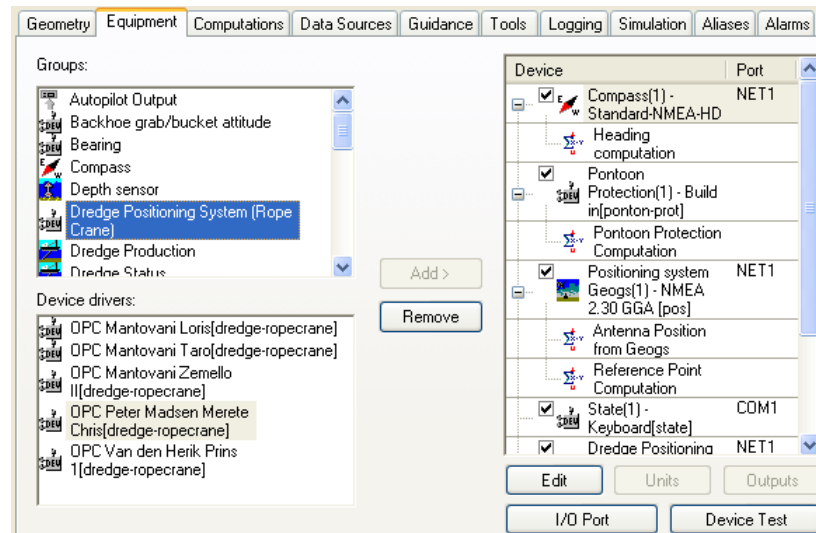 Geometry Equipment Computations Data Sources Guidance Tools Logging Simulation Aliases Alarms
Groups:
Autopilot Output
Backhoe grab/bucket attitude
Bearing
Compass
Depth sensor
Dredge Positioning System (Rope
Crane)
Dredge Production
Dredge Status
Device drivers:
OPC Mantovani Loris[dredge-ropecrane]
OPC Mantovani Taro[dredge-ropecrane]
OPC Mantovani Zemello
II[dredge-ropecrane]
OPC Peter Madsen Merete
Chris[dredge-ropecrane]
OPC Van den Herik Prins
1[dredge-ropecrane]
Add >
Remove
Device Port
Compass(1) - NET1
Standard-NMEA-HD
Heading
computation
Pontoon
Protection(1) - Build
in[ponton-prot]
Pontoon Protection
Computation
Positioning system NET1
Geogs(1) - NMEA
2.30 GGA [pos]
Antenna Position
from Geogs
Reference Point
Computation
State(1) - COM1
Keyboard[state]
Dredge Positioning NET1
Edit Units Outputs
I/O Port Device Test